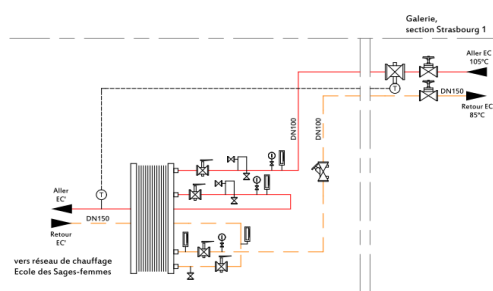 Galerie,
section Strasbourg 1
Aller EC
105°C
T
DN150
Retour EC
85°C
DN100
DN100
T
Aller
EC'
DN150
Retour
EC'
vers réseau de chauffage
Ecole des Sages-femmes